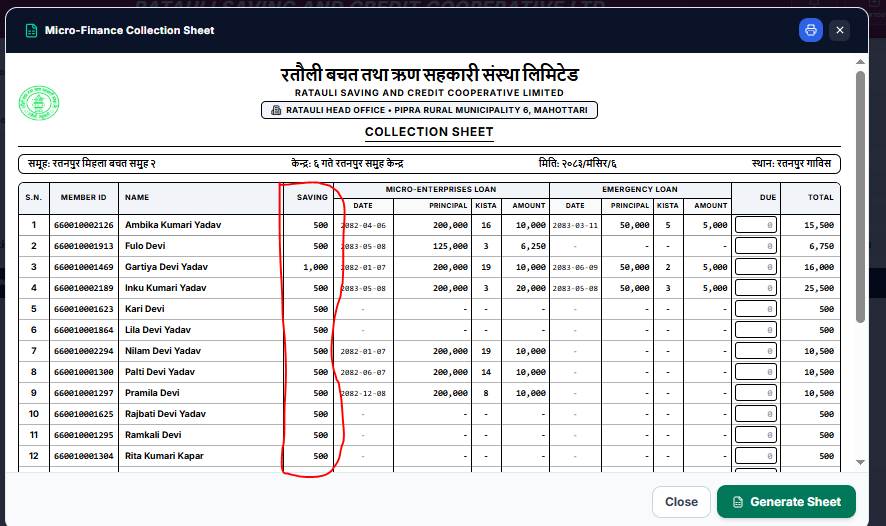 RATAULI SAVING AND CREDIT COOPERATIVE LTD
Micro-Finance Collection Sheet
रतौली बचत तथा ऋण सहकारी संस्था लिमिटेड
RATAULI SAVING AND CREDIT COOPERATIVE LIMITED
RATAULI HEAD OFFICE • PIPRA RURAL MUNICIPALITY 6, MAHOTTARI
COLLECTION SHEET
समूह: रतनपुर मिहला बचत समुह २ केन्द्र: ६ गते रतनपुर समुह केन्द्र मिति: २०८३/मंसिर/६ स्थान: रतनपुर गाविस
S.N. MEMBER ID NAME SAVING MICRO-ENTERPRISES LOAN EMERGENCY LOAN DUE TOTAL
DATE PRINCIPAL KISTA AMOUNT DATE PRINCIPAL KISTA AMOUNT
1 660010002126 Ambika Kumari Yadav 500 2082-04-06 200,000 16 10,000 2083-03-11 50,000 5 5,000 0 15,500
2 660010001913 Fulo Devi 500 2083-05-08 125,000 3 6,250 - - - - 0 6,750
3 660010001469 Gartiya Devi Yadav 1,000 2082-01-07 200,000 19 10,000 2083-06-09 50,000 2 5,000 0 16,000
4 660010002189 Inku Kumari Yadav 500 2083-05-08 200,000 3 20,000 2083-05-08 50,000 3 5,000 0 25,500
5 660010001623 Kari Devi 500 - - - - - - - - 0 500
6 660010001864 Lila Devi Yadav 500 - - - - - - - - 0 500
7 660010002294 Nilam Devi Yadav 500 2082-01-07 200,000 19 10,000 - - - - 0 10,500
8 660010001300 Palti Devi Yadav 500 2082-06-07 200,000 14 10,000 - - - - 0 10,500
9 660010001297 Pramila Devi 500 2082-12-08 200,000 8 10,000 - - - - 0 10,500
10 660010001625 Rajbati Devi Yadav 500 - - - - - - - - 0 500
11 660010001295 Ramkali Devi 500 - - - - - - - - 0 500
12 660010001304 Rita Kumari Kapar 500 - - - - - - - - 0 500
Close Generate Sheet